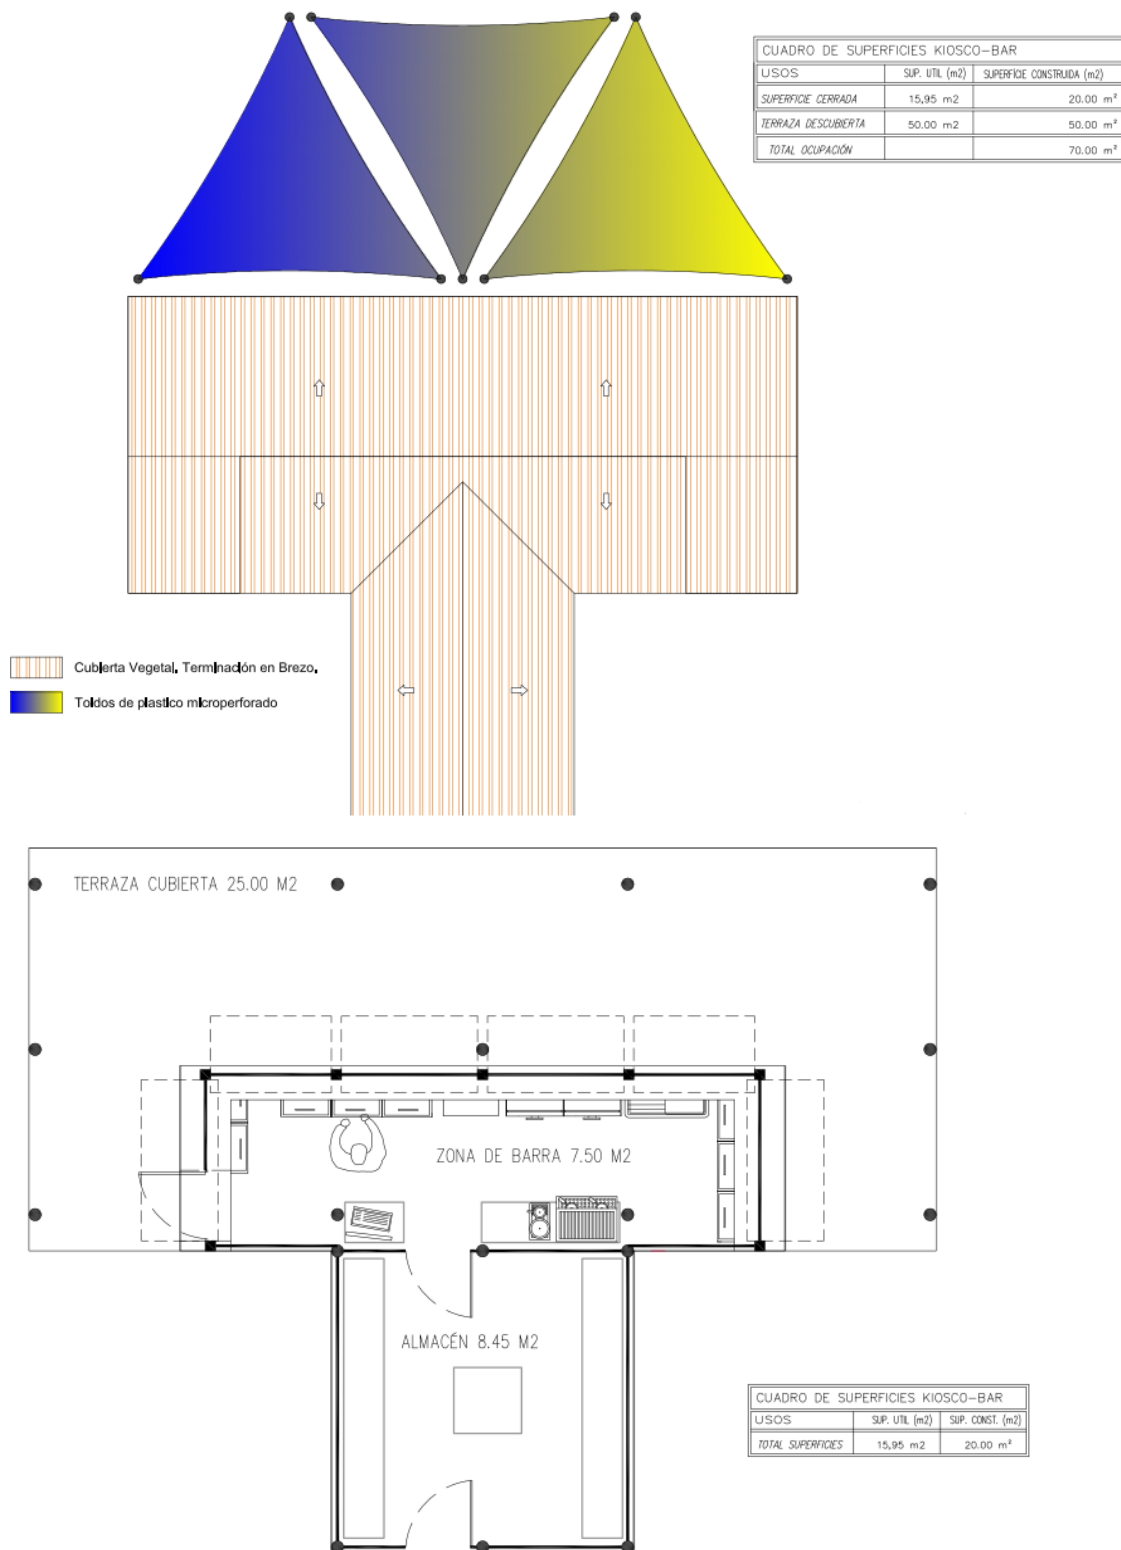 CUADRO DE SUPERFICIES KIOSCO-BAR
USOS SUP. UTIL (m2) SUPERFICIE CONSTRUIDA (m2)
SUPERFICIE CERRADA 15,95 m2 20.00 m²
TERRAZA DESCUBIERTA 50.00 m2 50.00 m²
TOTAL OCUPACIÓN 70.00 m²
Cubierta Vegetal. Terminación en Brezo.
Toldos de plastico microperforado
TERRAZA CUBIERTA 25.00 M2
ZONA DE BARRA 7.50 M2
ALMACÉN 8.45 M2
CUADRO DE SUPERFICIES KIOSCO-BAR
USOS SUP. UTIL (m2) SUP. CONST. (m2)
TOTAL SUPERFICIES 15,95 m2 20.00 m²